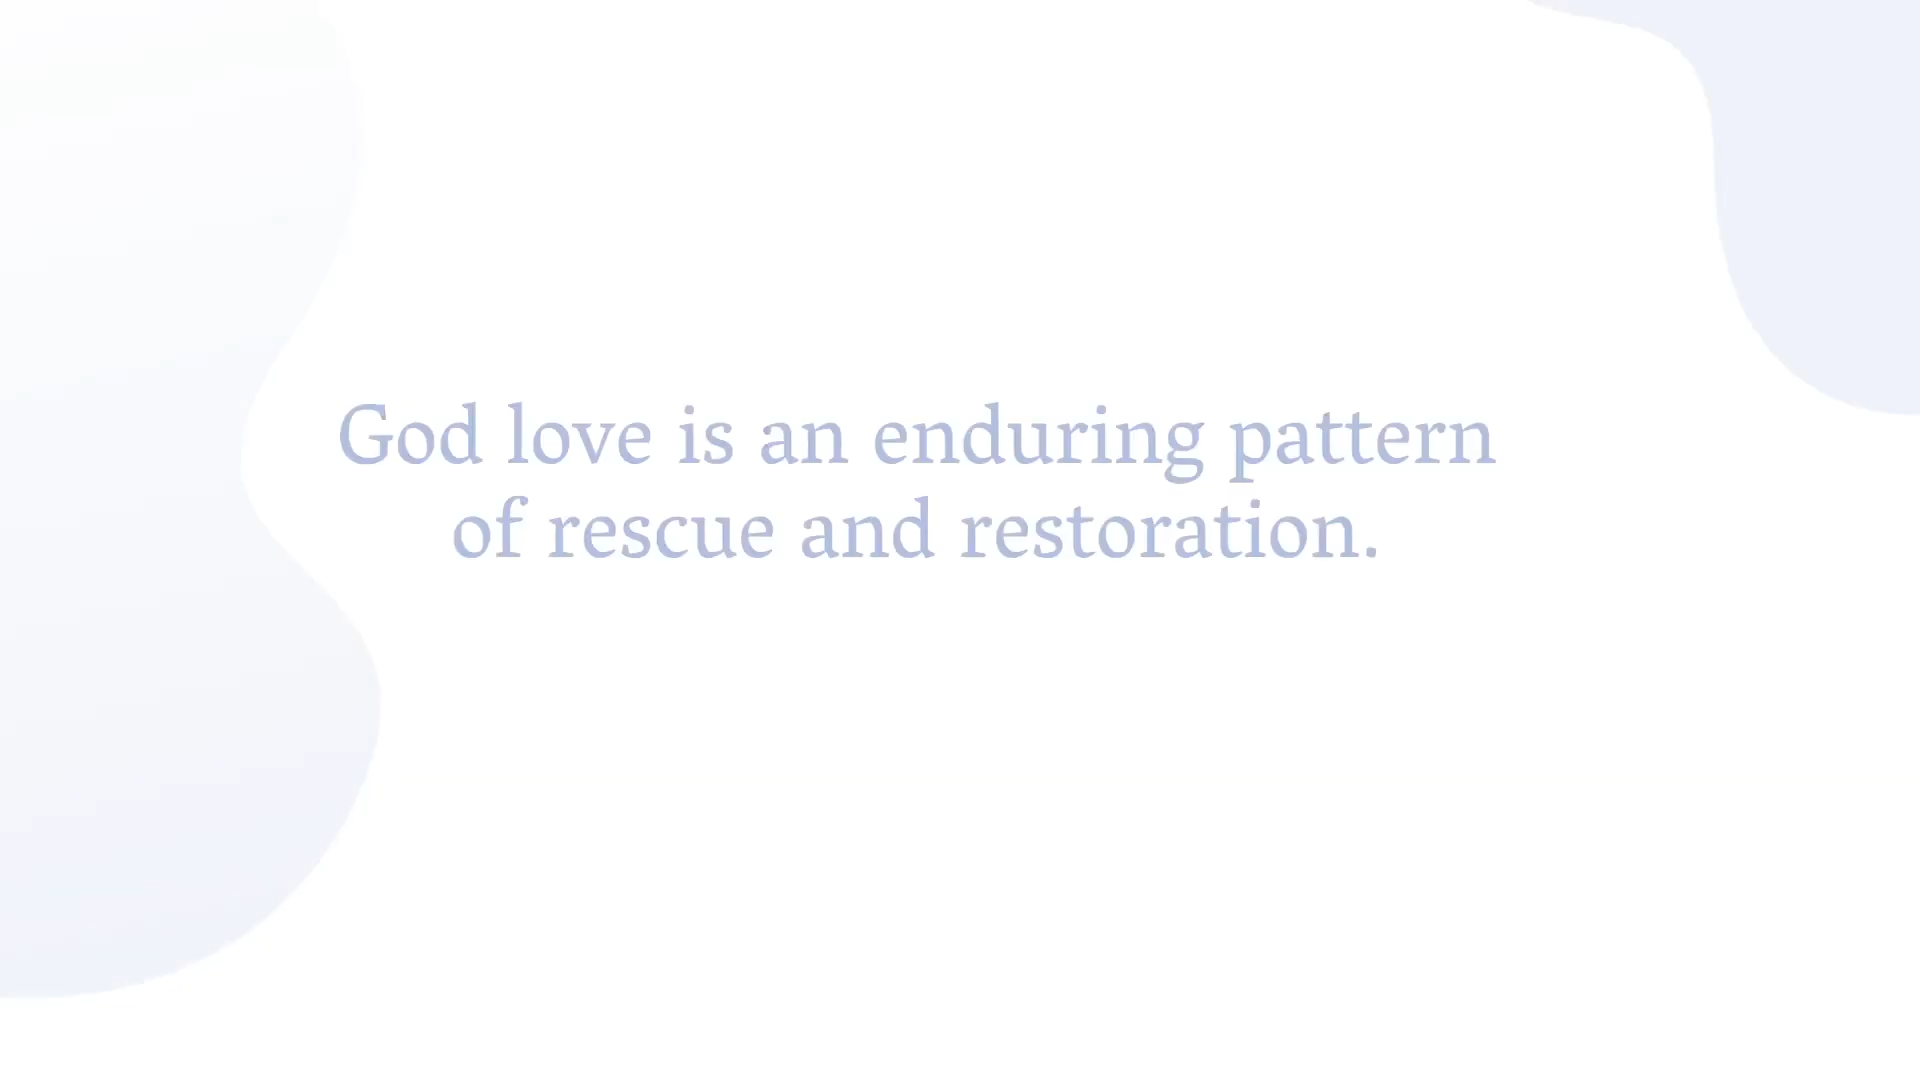 God love is an enduring pattern
of rescue and restoration.